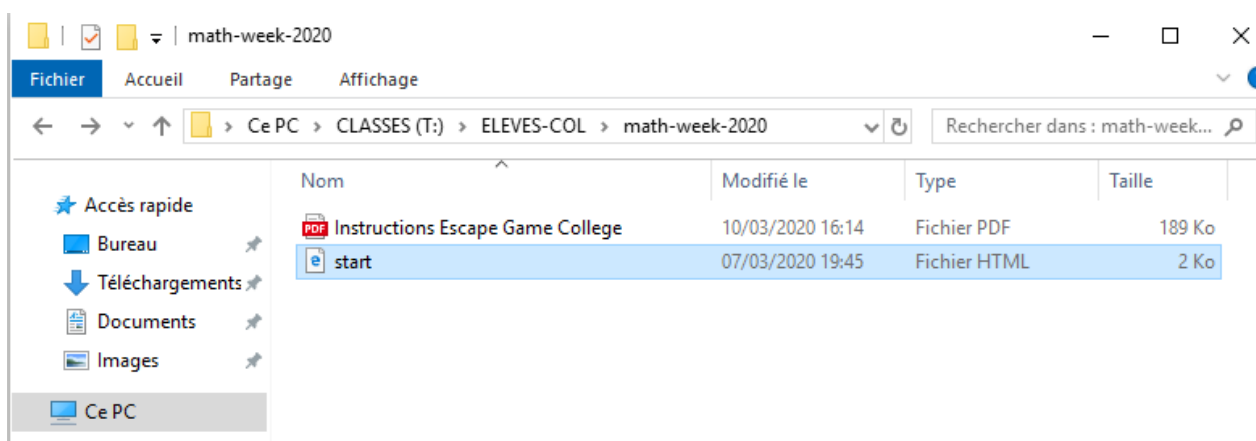 math-week-2020
Fichier Accueil Partage Affichage
Ce PC > CLASSES (T:) > ELEVES-COL > math-week-2020 Rechercher dans : math-week...
Nom Modifié le Type Taille
Accès rapide
Bureau
Téléchargements
Documents
Images
Ce PC
PDF Instructions Escape Game College 10/03/2020 16:14 Fichier PDF 189 Ko
start 07/03/2020 19:45 Fichier HTML 2 Ko